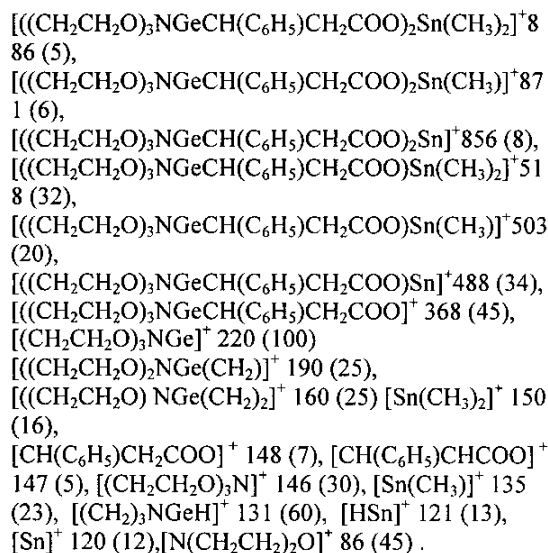 [((CH₂CH₂O)₃NGeCH(C₆H₅)CH₂COO)₂Sn(CH₃)₂]⁺8
86 (5),
[((CH₂CH₂O)₃NGeCH(C₆H₅)CH₂COO)₂Sn(CH₃)]⁺87
1 (6),
[((CH₂CH₂O)₃NGeCH(C₆H₅)CH₂COO)₂Sn]⁺856 (8),
[((CH₂CH₂O)₃NGeCH(C₆H₅)CH₂COO)Sn(CH₃)₂]⁺51
8 (32),
[((CH₂CH₂O)₃NGeCH(C₆H₅)CH₂COO)Sn(CH₃)]⁺503
(20),
[((CH₂CH₂O)₃NGeCH(C₆H₅)CH₂COO)Sn]⁺488 (34),
[((CH₂CH₂O)₃NGeCH(C₆H₅)CH₂COO]⁺ 368 (45),
[(CH₂CH₂O)₃NGe]⁺ 220 (100)
[((CH₂CH₂O)₂NGe(CH₂)]⁺ 190 (25),
[((CH₂CH₂O) NGe(CH₂)₂]⁺ 160 (25) [Sn(CH₃)₂]⁺ 150
(16),
[CH(C₆H₅)CH₂COO]⁺ 148 (7), [CH(C₆H₅)CHCOO]⁺
147 (5), [(CH₂CH₂O)₃N]⁺ 146 (30), [Sn(CH₃)]⁺ 135
(23), [(CH₂)₃NGeH]⁺ 131 (60), [HSn]⁺ 121 (13),
[Sn]⁺ 120 (12),[N(CH₂CH₂)₂O]⁺ 86 (45) .